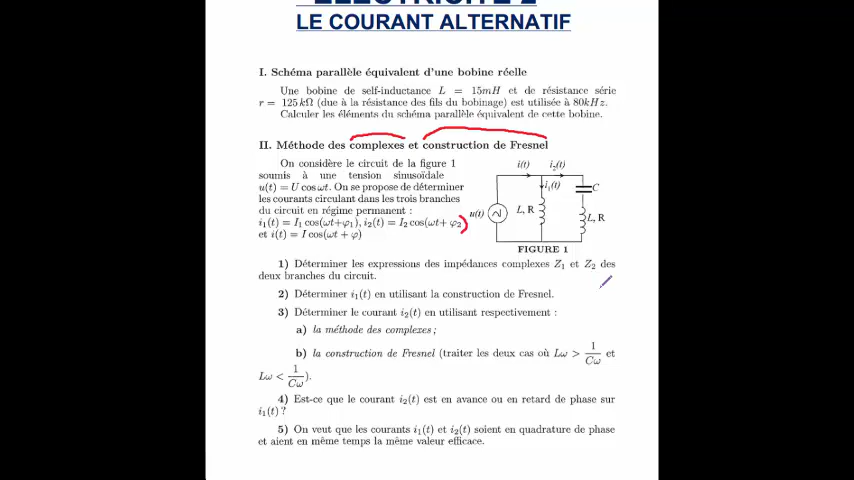 ÉLECTRICITÉ 2
LE COURANT ALTERNATIF
I. Schéma parallèle équivalent d'une bobine réelle
Une bobine de self-inductance L = 15mH et de résistance série
r = 125 kΩ (due à la résistance des fils du bobinage) est utilisée à 80kHz.
Calculer les éléments du schéma parallèle équivalent de cette bobine.
II. Méthode des complexes et construction de Fresnel
On considère le circuit de la figure 1
soumis à une tension sinusoïdale
u(t) = U cos ωt. On se propose de déterminer
les courants circulant dans les trois branches
du circuit en régime permanent :
i₁(t) = I₁ cos(ωt+φ₁), i₂(t) = I₂ cos(ωt+ φ₂)
et i(t) = I cos(ωt + φ)
i(t) i₂(t)
i₁(t) C
u(t) L, R L, R
FIGURE 1
1) Déterminer les expressions des impédances complexes Z₁ et Z₂ des
deux branches du circuit.
2) Déterminer i₁(t) en utilisant la construction de Fresnel.
3) Déterminer le courant i₂(t) en utilisant respectivement :
a) la méthode des complexes ;
b) la construction de Fresnel (traiter les deux cas où Lω > 1/Cω et
Lω < 1/Cω).
4) Est-ce que le courant i₂(t) est en avance ou en retard de phase sur
i₁(t) ?
5) On veut que les courants i₁(t) et i₂(t) soient en quadrature de phase
et aient en même temps la même valeur efficace.